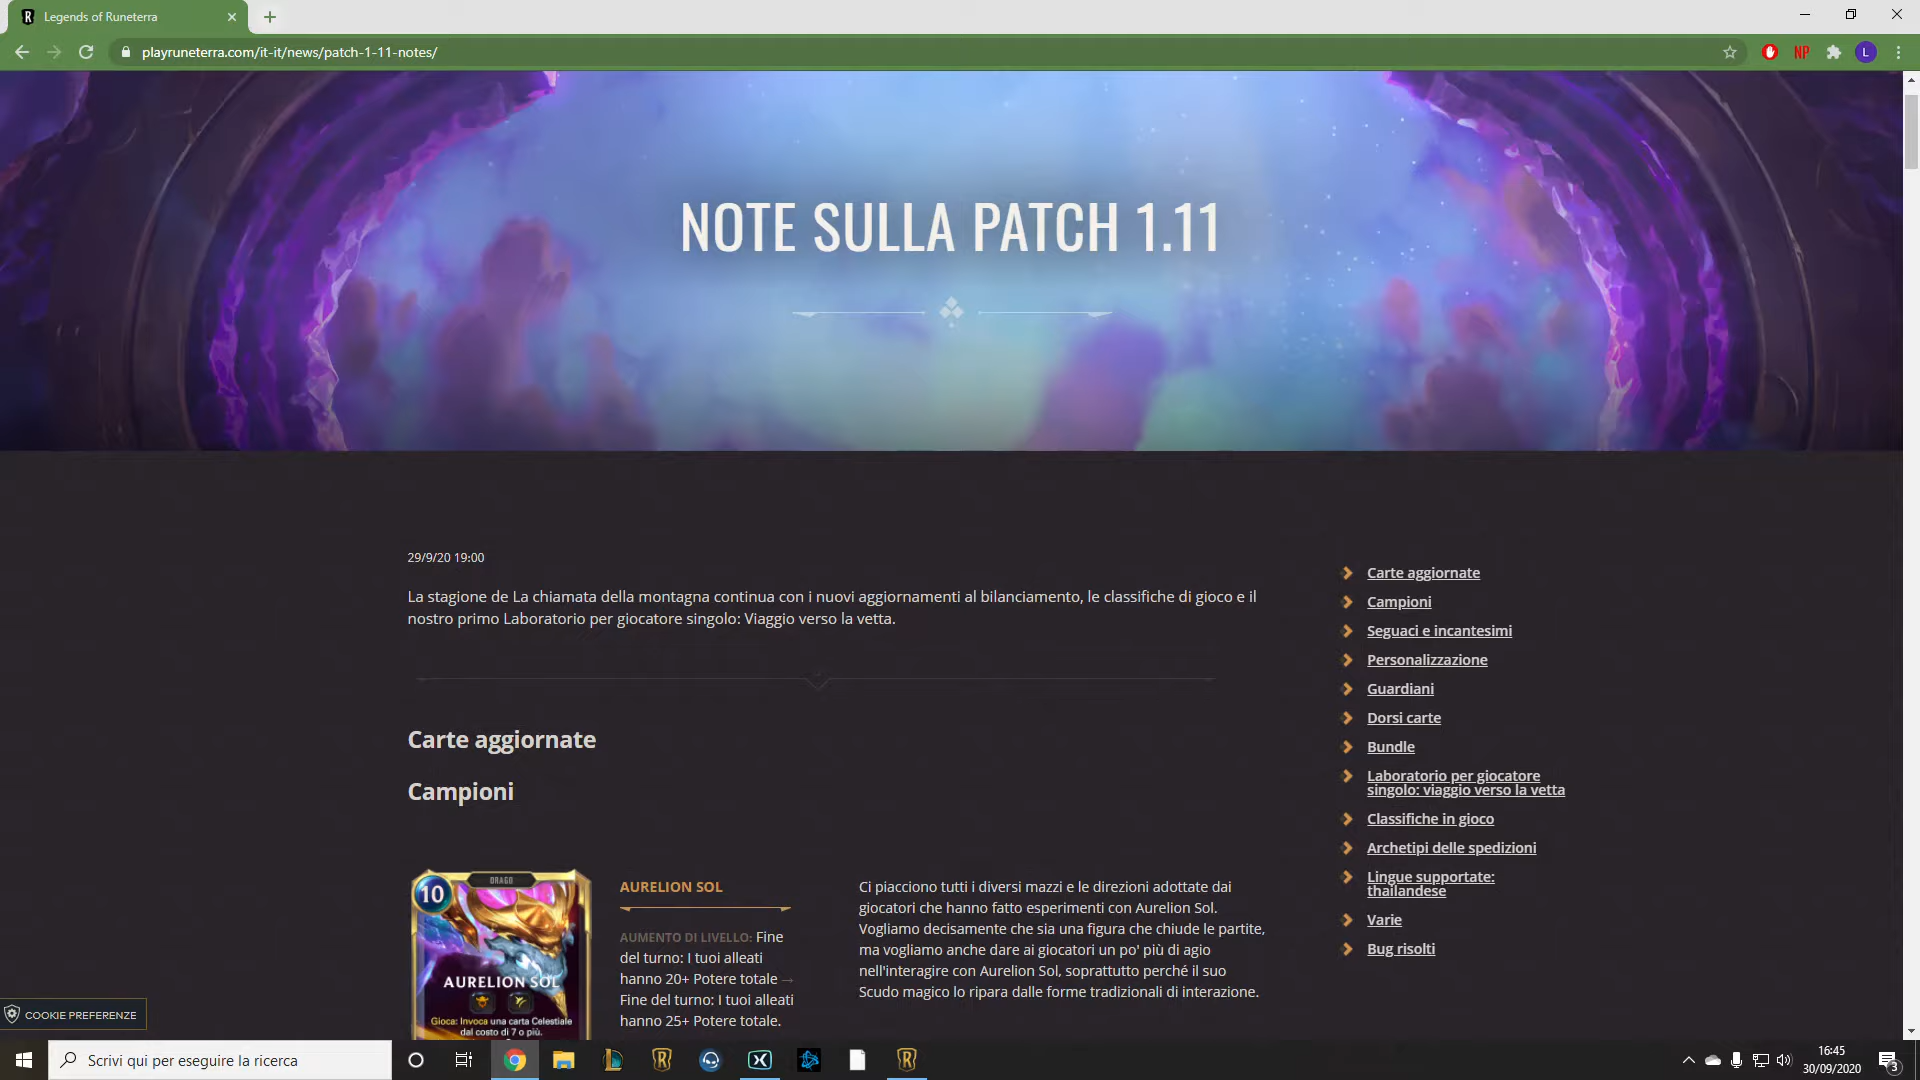 Legends of Runeterra
playruneterra.com/it-it/news/patch-1-11-notes/
NP
L
NOTE SULLA PATCH 1.11
29/9/20 19:00
La stagione de La chiamata della montagna continua con i nuovi aggiornamenti al bilanciamento, le classifiche di gioco e il
nostro primo Laboratorio per giocatore singolo: Viaggio verso la vetta.
Carte aggiornate
Campioni
10
DRAGO
AURELION SOL
Gioca: Invoca una carta Celestiale
dal costo di 7 o più.
AURELION SOL
AUMENTO DI LIVELLO: Fine
del turno: I tuoi alleati
hanno 20+ Potere totale →
Fine del turno: I tuoi alleati
hanno 25+ Potere totale.
Ci piacciono tutti i diversi mazzi e le direzioni adottate dai
giocatori che hanno fatto esperimenti con Aurelion Sol.
Vogliamo decisamente che sia una figura che chiude le partite,
ma vogliamo anche dare ai giocatori un po' più di agio
nell'interagire con Aurelion Sol, soprattutto perché il suo
Scudo magico lo ripara dalle forme tradizionali di interazione.
Carte aggiornate
Campioni
Seguaci e incantesimi
Personalizzazione
Guardiani
Dorsi carte
Bundle
Laboratorio per giocatore
singolo: viaggio verso la vetta
Classifiche in gioco
Archetipi delle spedizioni
Lingue supportate:
thailandese
Varie
Bug risolti
COOKIE PREFERENZE
Scrivi qui per eseguire la ricerca
16:45
30/09/2020
3